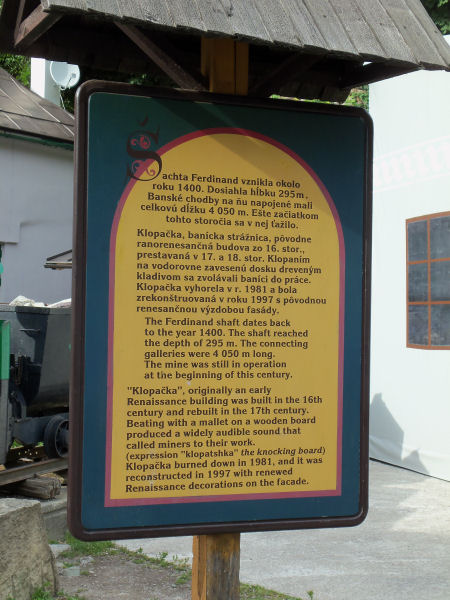 Šachta Ferdinand vznikla okolo
roku 1400. Dosiahla hĺbku 295m,
Banské chodby na ňu napojené mali
celkovú dĺžku 4 050 m. Ešte začiatkom
tohto storočia sa v nej ťažilo.
Klopačka, banícka strážnica, pôvodne
ranorenesančná budova zo 16. stor.,
prestavaná v 17. a 18. stor. Klopaním
na vodorovne zavesenú dosku dreveným
kladivom sa zvolávali baníci do práce.
Klopačka vyhorela v r. 1981 a bola
zrekonštruovaná v roku 1997 s pôvodnou
renesančnou výzdobou fasády.
The Ferdinand shaft dates back
to the year 1400. The shaft reached
the depth of 295 m. The connecting
galleries were 4 050 m long.
The mine was still in operation
at the beginning of this century.
"Klopačka", originally an early
Renaissance building was built in the 16th
century and rebuilt in the 17th century.
Beating with a mallet on a wooden board
produced a widely audible sound that
called miners to their work.
(expression "klopatshka" the knocking board)
Klopačka burned down in 1981, and it was
reconstructed in 1997 with renewed
Renaissance decorations on the facade.